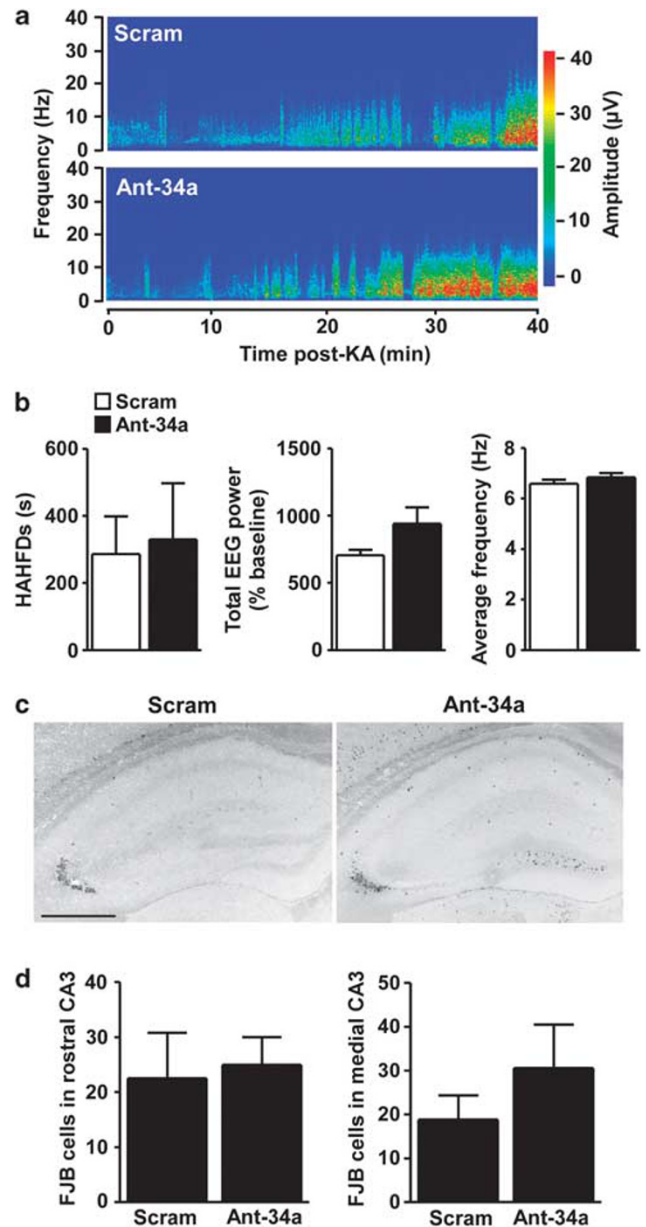 a
Scram
40
30
20
10
0
Ant-34a
40
30
20
10
0
Frequency (Hz)
0
10
20
30
40
Time post-KA (min)
40
30
20
10
0
Amplitude (µV)
b
Scram
Ant-34a
600
400
200
0
HAHFDs (s)
1500
1000
500
0
Total EEG power
(% baseline)
8
6
4
2
0
Average frequency (Hz)
c
Scram
Ant-34a
d
40
30
20
10
0
FJB cells in rostral CA3
Scram
Ant-34a
50
40
30
20
10
0
FJB cells in medial CA3
Scram
Ant-34a